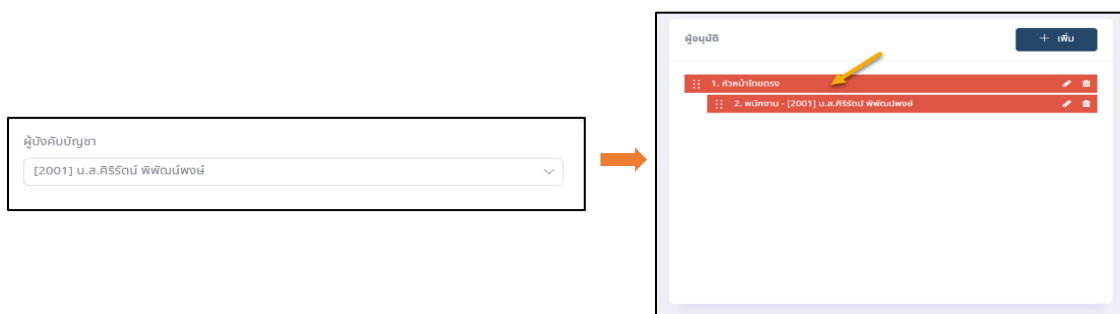 ผู้บังคับบัญชา
[2001] น.ส.ศิริรัตน์ พิพัฒน์พงษ์
ผู้อนุมัติ
+ เพิ่ม
1. หัวหน้าโดยตรง
2. พนักงาน - [2001] น.ส.ศิริรัตน์ พิพัฒน์พงษ์